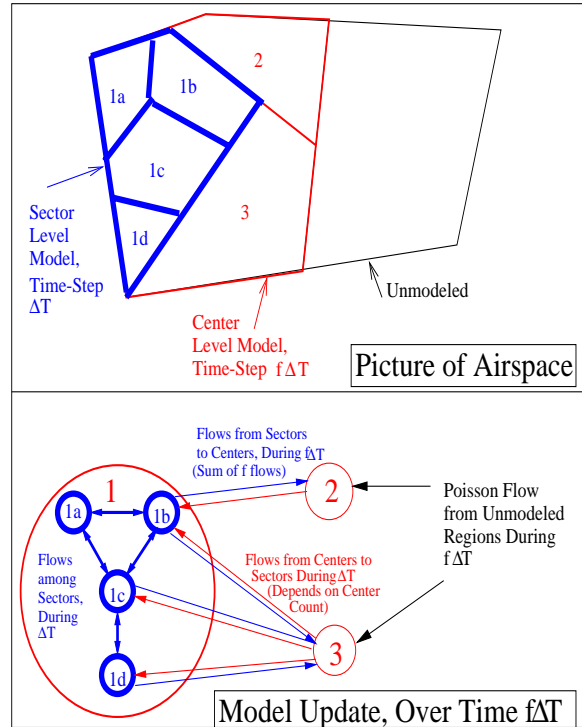 2
1a
1b
1c
3
1d
Sector
Level
Model,
Time-Step
ΔT
Unmodeled
Center
Level Model,
Time-Step f ΔT
Picture of Airspace
Flows from Sectors
to Centers, During fΔT
(Sum of f flows)
1
2
1a
1b
Poisson Flow
from Unmodeled
Regions During
fΔT
Flows
among
Sectors,
During
ΔT
Flows from Centers to
Sectors During ΔT
(Depends on Center
Count)
1c
3
1d
Model Update, Over Time fΔT